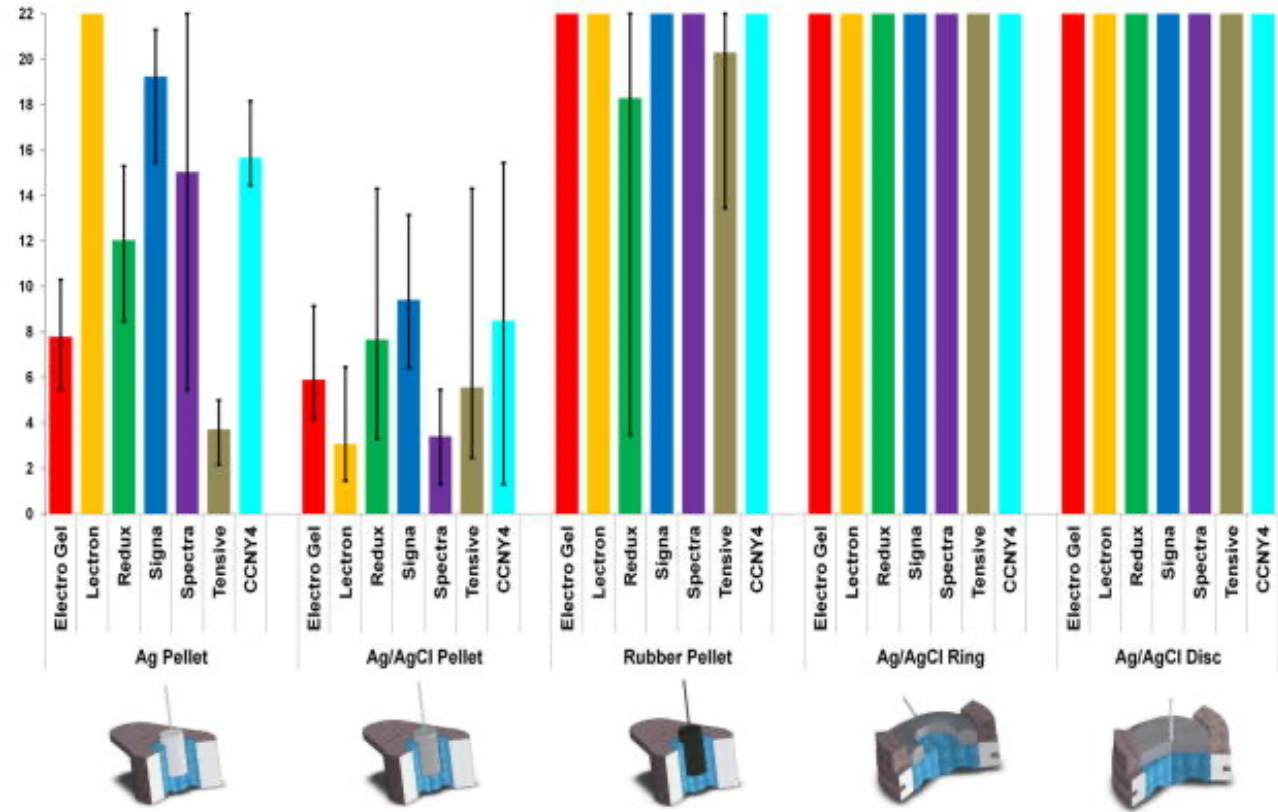 22
20
18
16
14
12
10
8
6
4
2
0
Electro Gel
Lectron
Redux
Signa
Spectra
Tensive
CCNY4
Electro Gel
Lectron
Redux
Signa
Spectra
Tensive
CCNY4
Electro Gel
Lectron
Redux
Signa
Spectra
Tensive
CCNY4
Electro Gel
Lectron
Redux
Signa
Spectra
Tensive
CCNY4
Electro Gel
Lectron
Redux
Signa
Spectra
Tensive
CCNY4
Ag Pellet
Ag/AgCl Pellet
Rubber Pellet
Ag/AgCl Ring
Ag/AgCl Disc